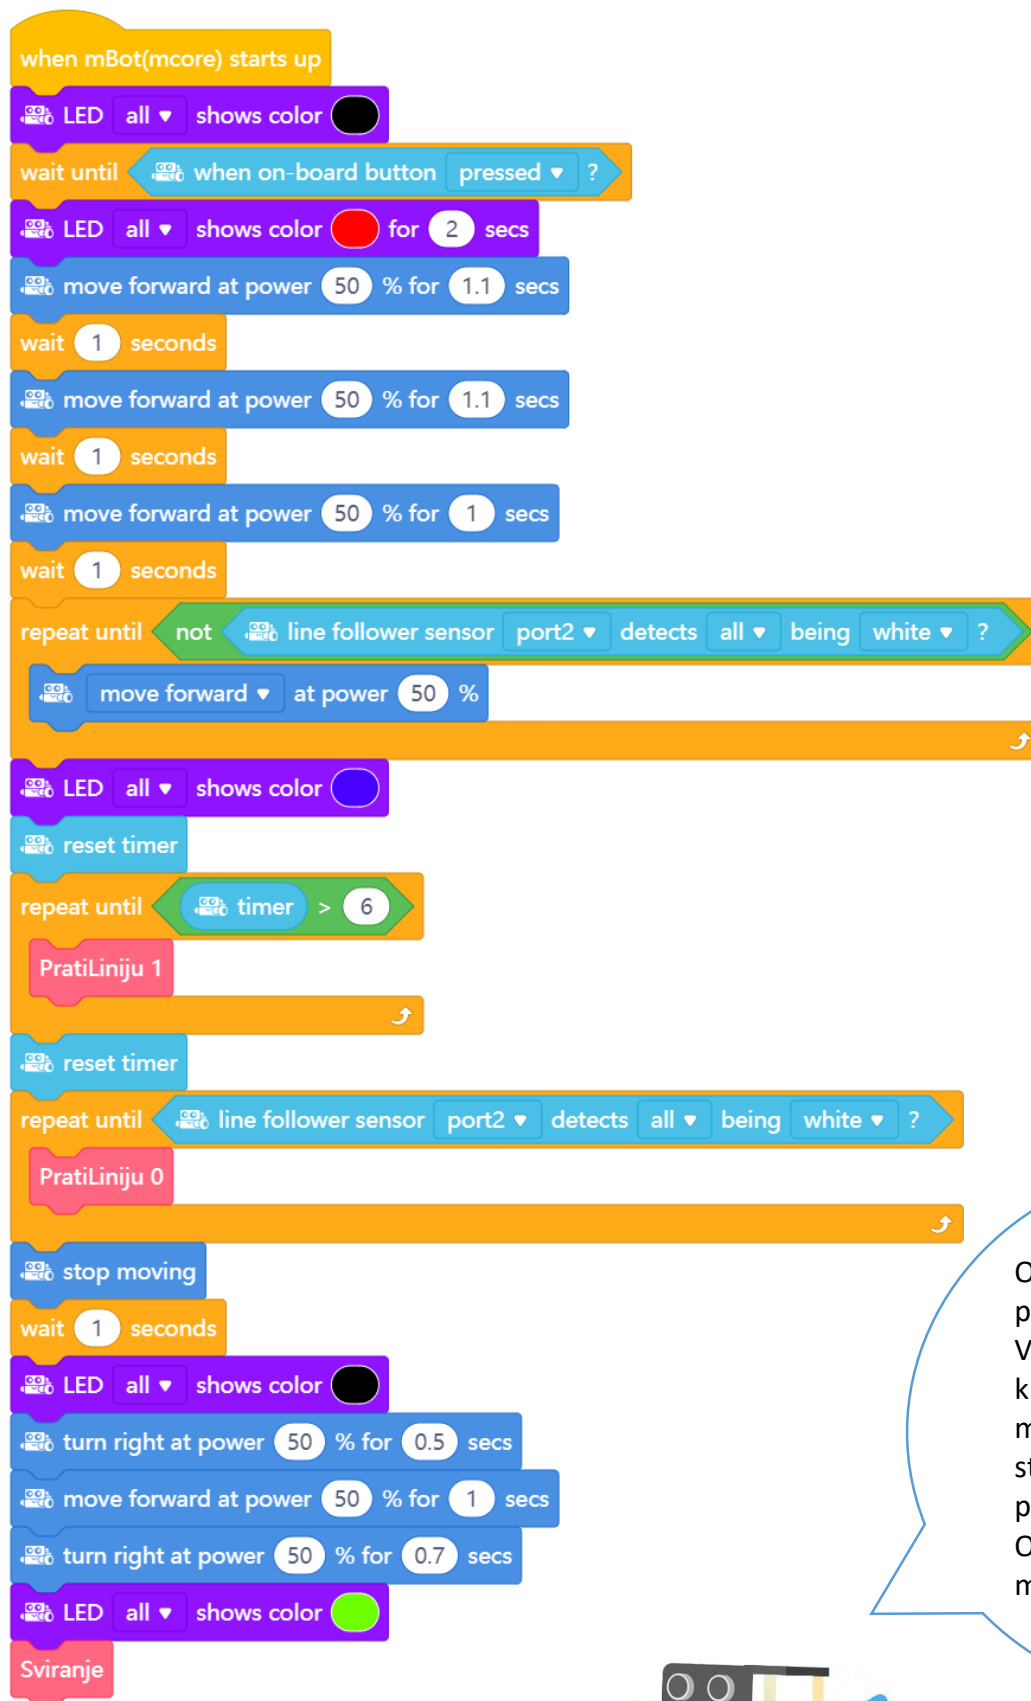 when mBot(mcore) starts up
LED all ▼ shows color
wait until when on-board button pressed ▼ ?
LED all ▼ shows color for 2 secs
move forward at power 50 % for 1.1 secs
wait 1 seconds
move forward at power 50 % for 1.1 secs
wait 1 seconds
move forward at power 50 % for 1 secs
wait 1 seconds
repeat until not line follower sensor port2 ▼ detects all ▼ being white ▼ ?
move forward ▼ at power 50 %
LED all ▼ shows color
reset timer
repeat until timer > 6
PratiLiniju 1
reset timer
repeat until line follower sensor port2 ▼ detects all ▼ being white ▼ ?
PratiLiniju 0
stop moving
wait 1 seconds
LED all ▼ shows color
turn right at power 50 % for 0.5 secs
move forward at power 50 % for 1 secs
turn right at power 50 % for 0.7 secs
LED all ▼ shows color
Sviranje